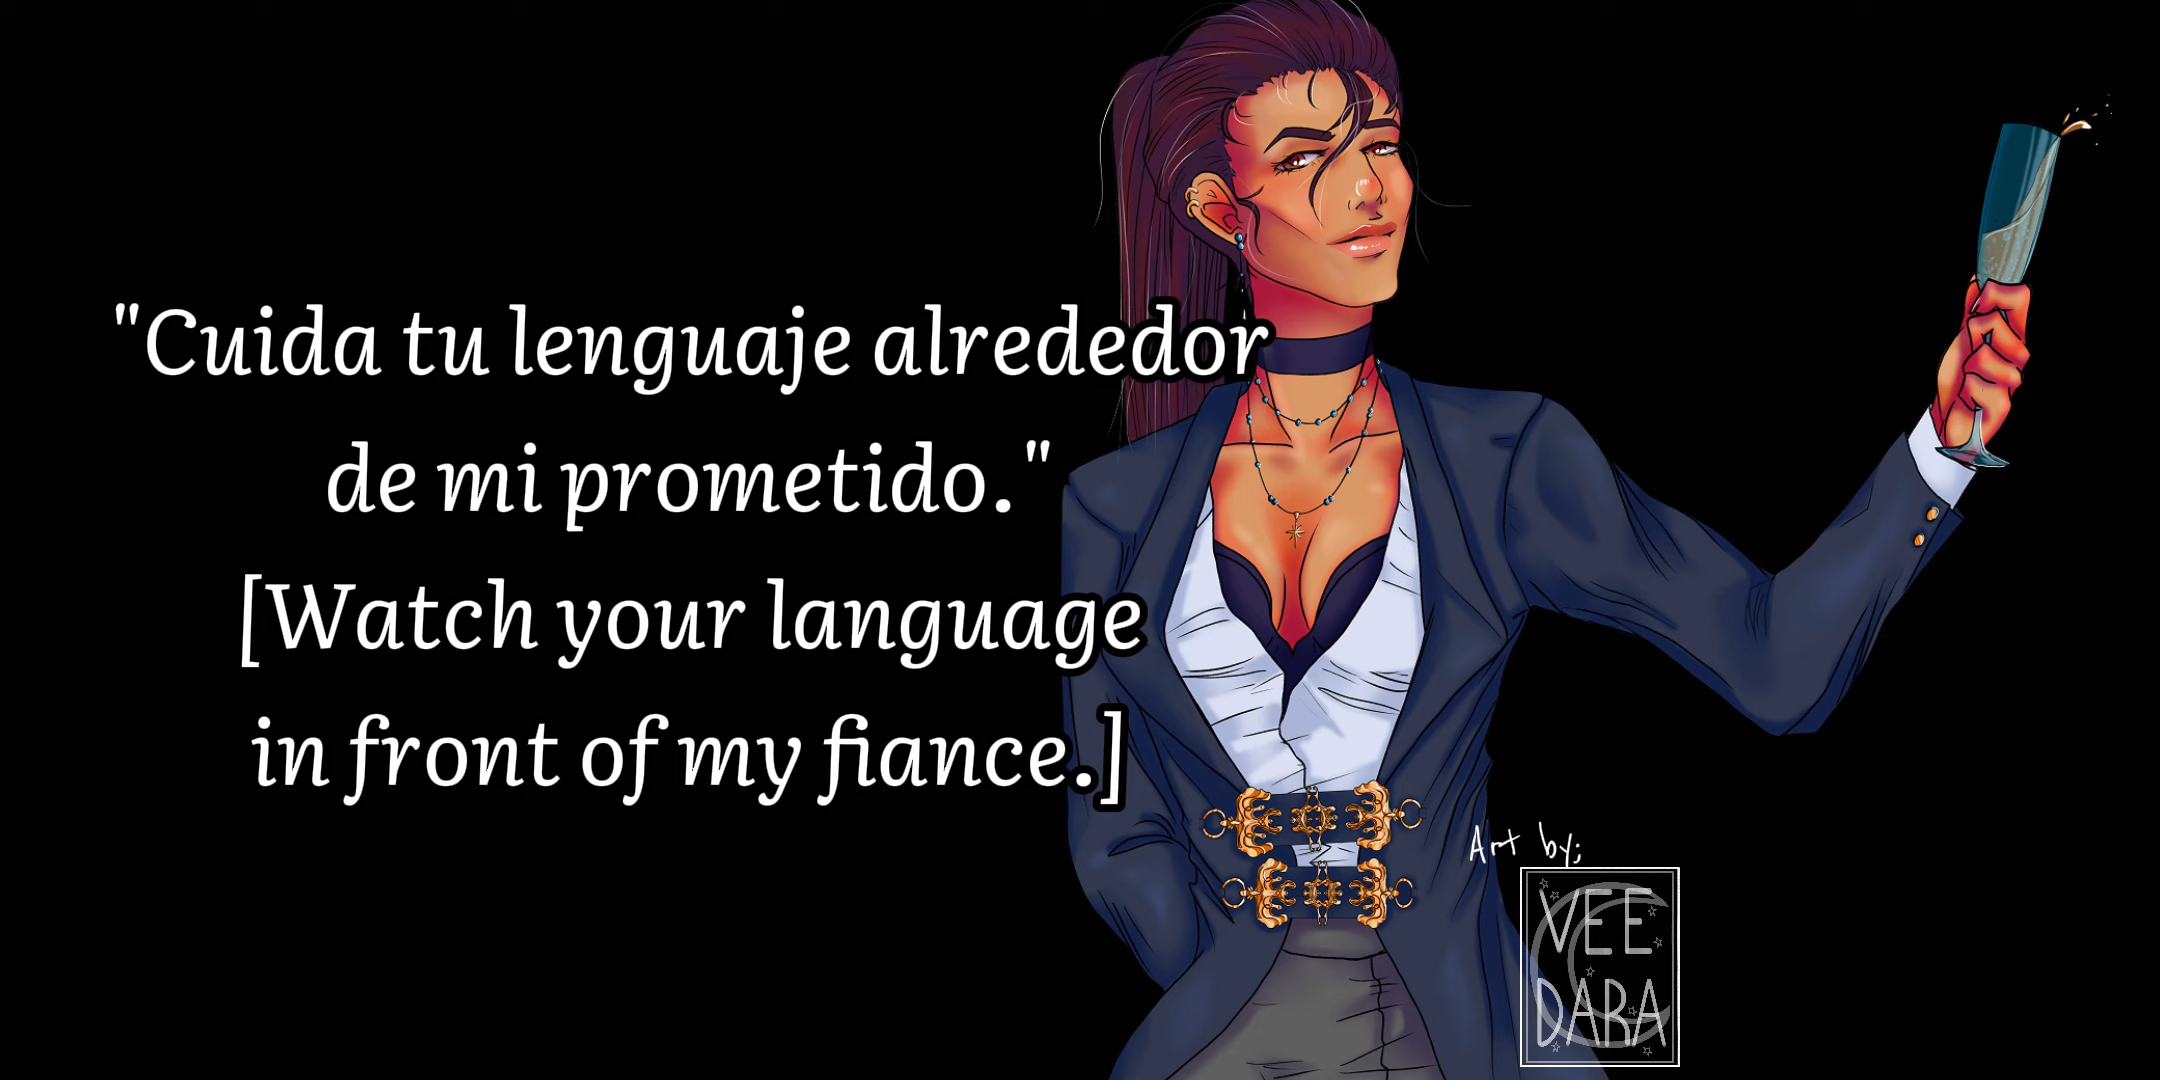 "Cuida tu lenguaje alrededor
de mi prometido."
[Watch your language
in front of my fiance.]
Art by;
VEE
DARA